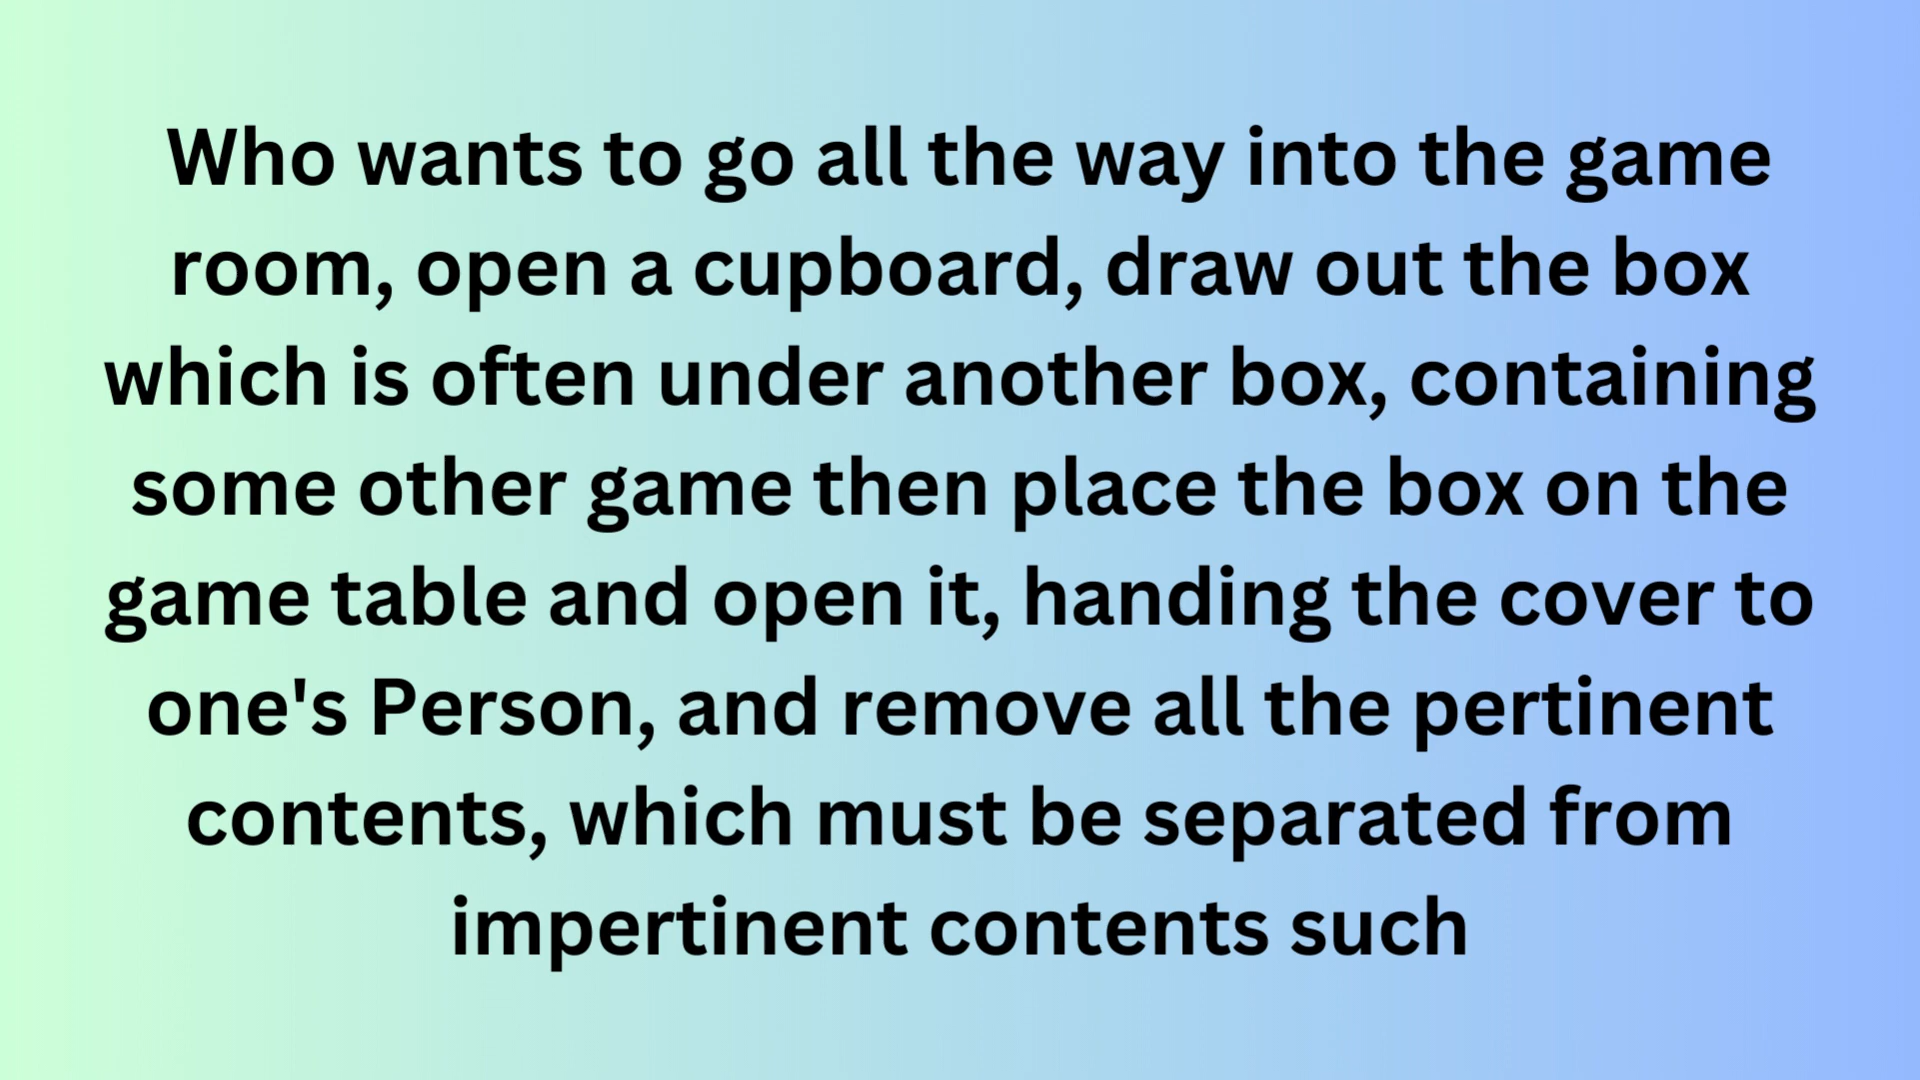 Who wants to go all the way into the game
room, open a cupboard, draw out the box
which is often under another box, containing
some other game then place the box on the
game table and open it, handing the cover to
one's Person, and remove all the pertinent
contents, which must be separated from
impertinent contents such